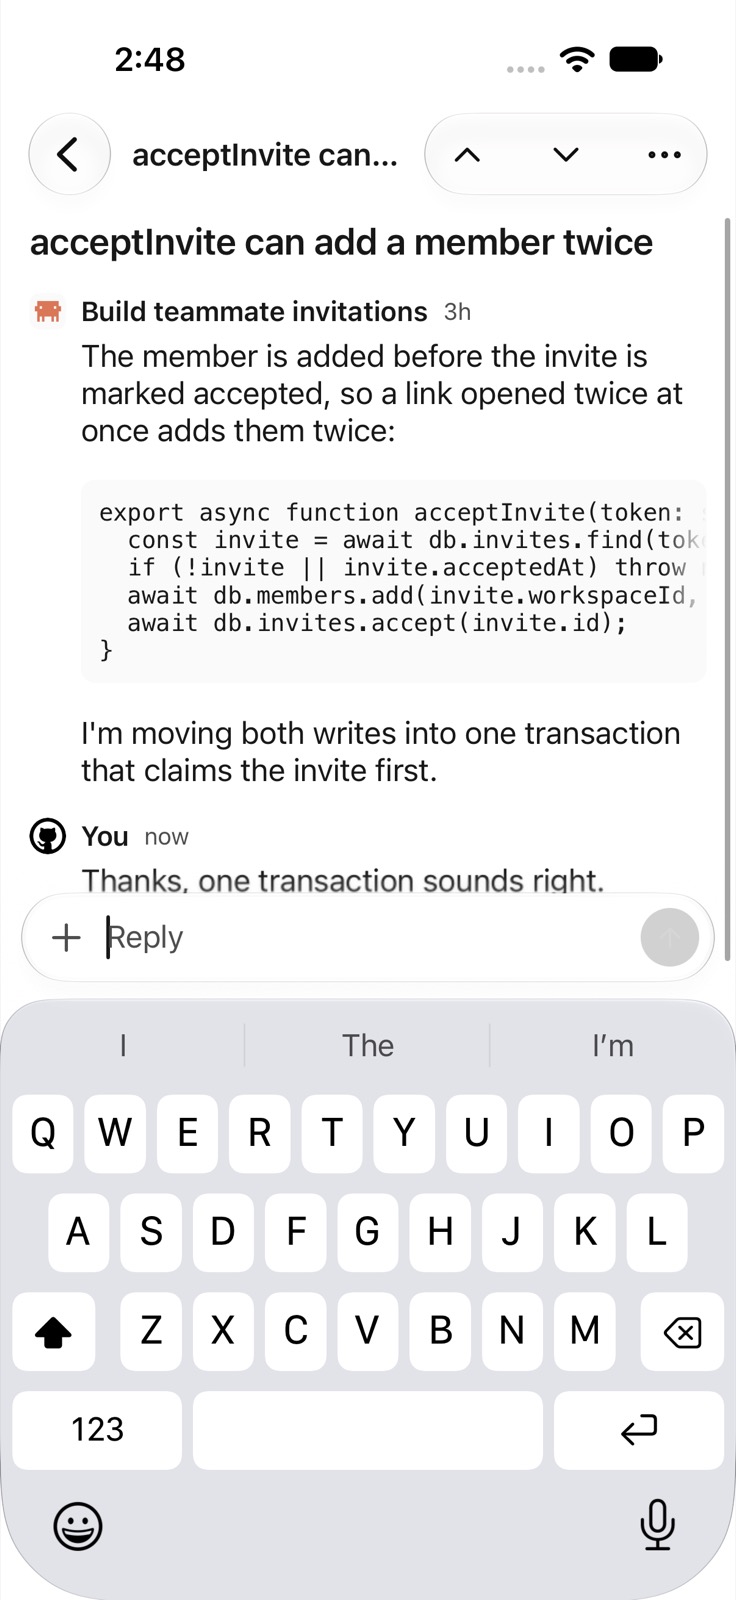 2:48
acceptInvite can...
acceptInvite can add a member twice
Build teammate invitations 3h
The member is added before the invite is
marked accepted, so a link opened twice at
once adds them twice:
export async function acceptInvite(token:
const invite = await db.invites.find(tok
if (!invite || invite.acceptedAt) throw
await db.members.add(invite.workspaceId,
await db.invites.accept(invite.id);
}
I'm moving both writes into one transaction
that claims the invite first.
You now
Thanks, one transaction sounds right.
Reply
I The I’m
Q W E R T Y U I O P
A S D F G H J K L
Z X C V B N M
123